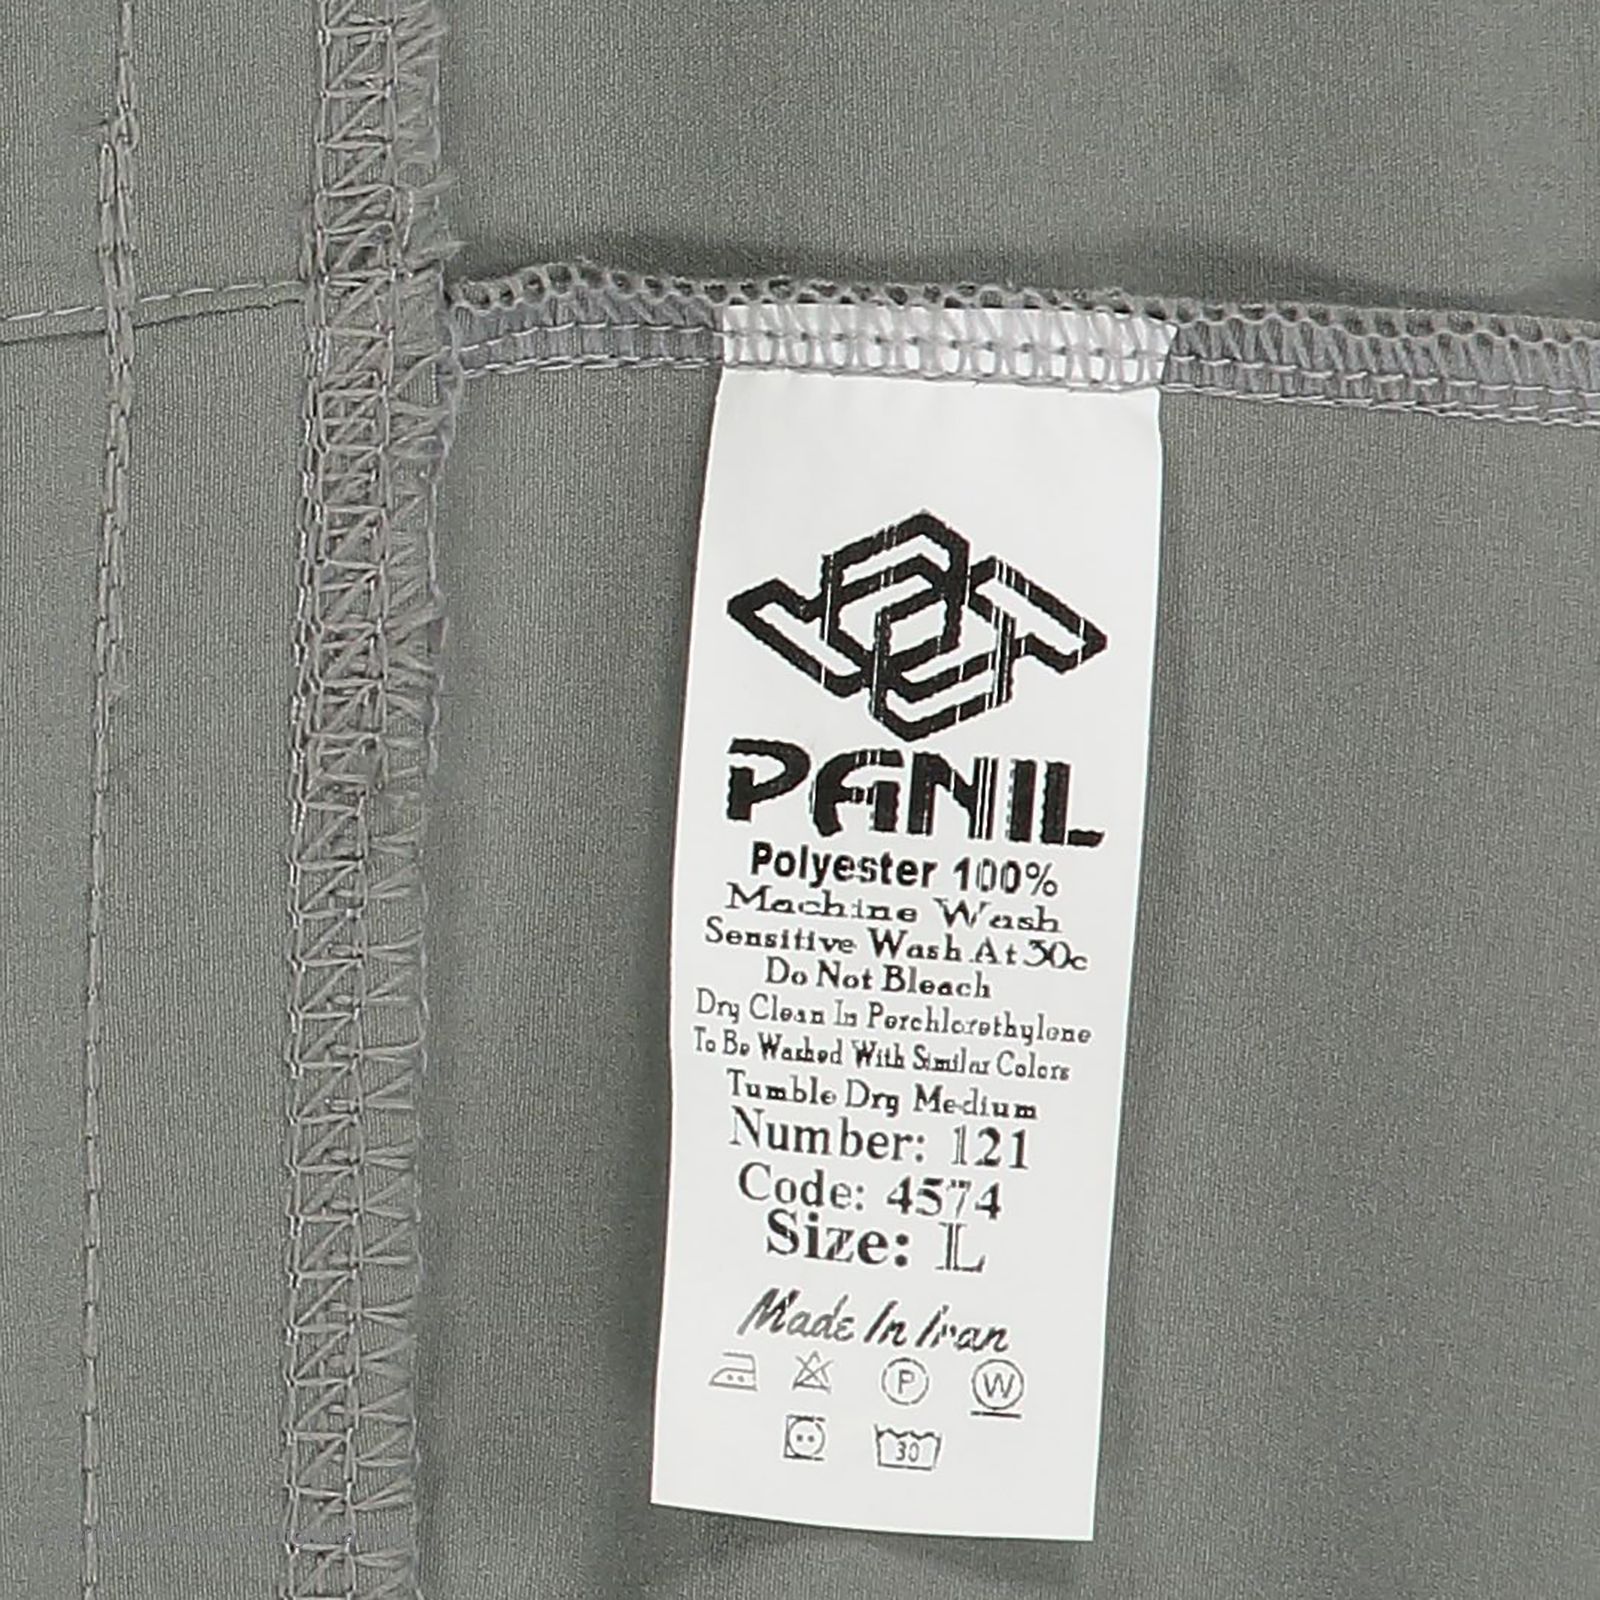 PANIL
Polyester 100%
Machine Wash
Sensitive Wash At 30c
Do Not Bleach
Dry Clean In Perchlorethylene
To Be Washed With Similar Colors
Tumble Dry Medium
Number: 121
Code: 4574
Size: L
Made In Iran
P W
30